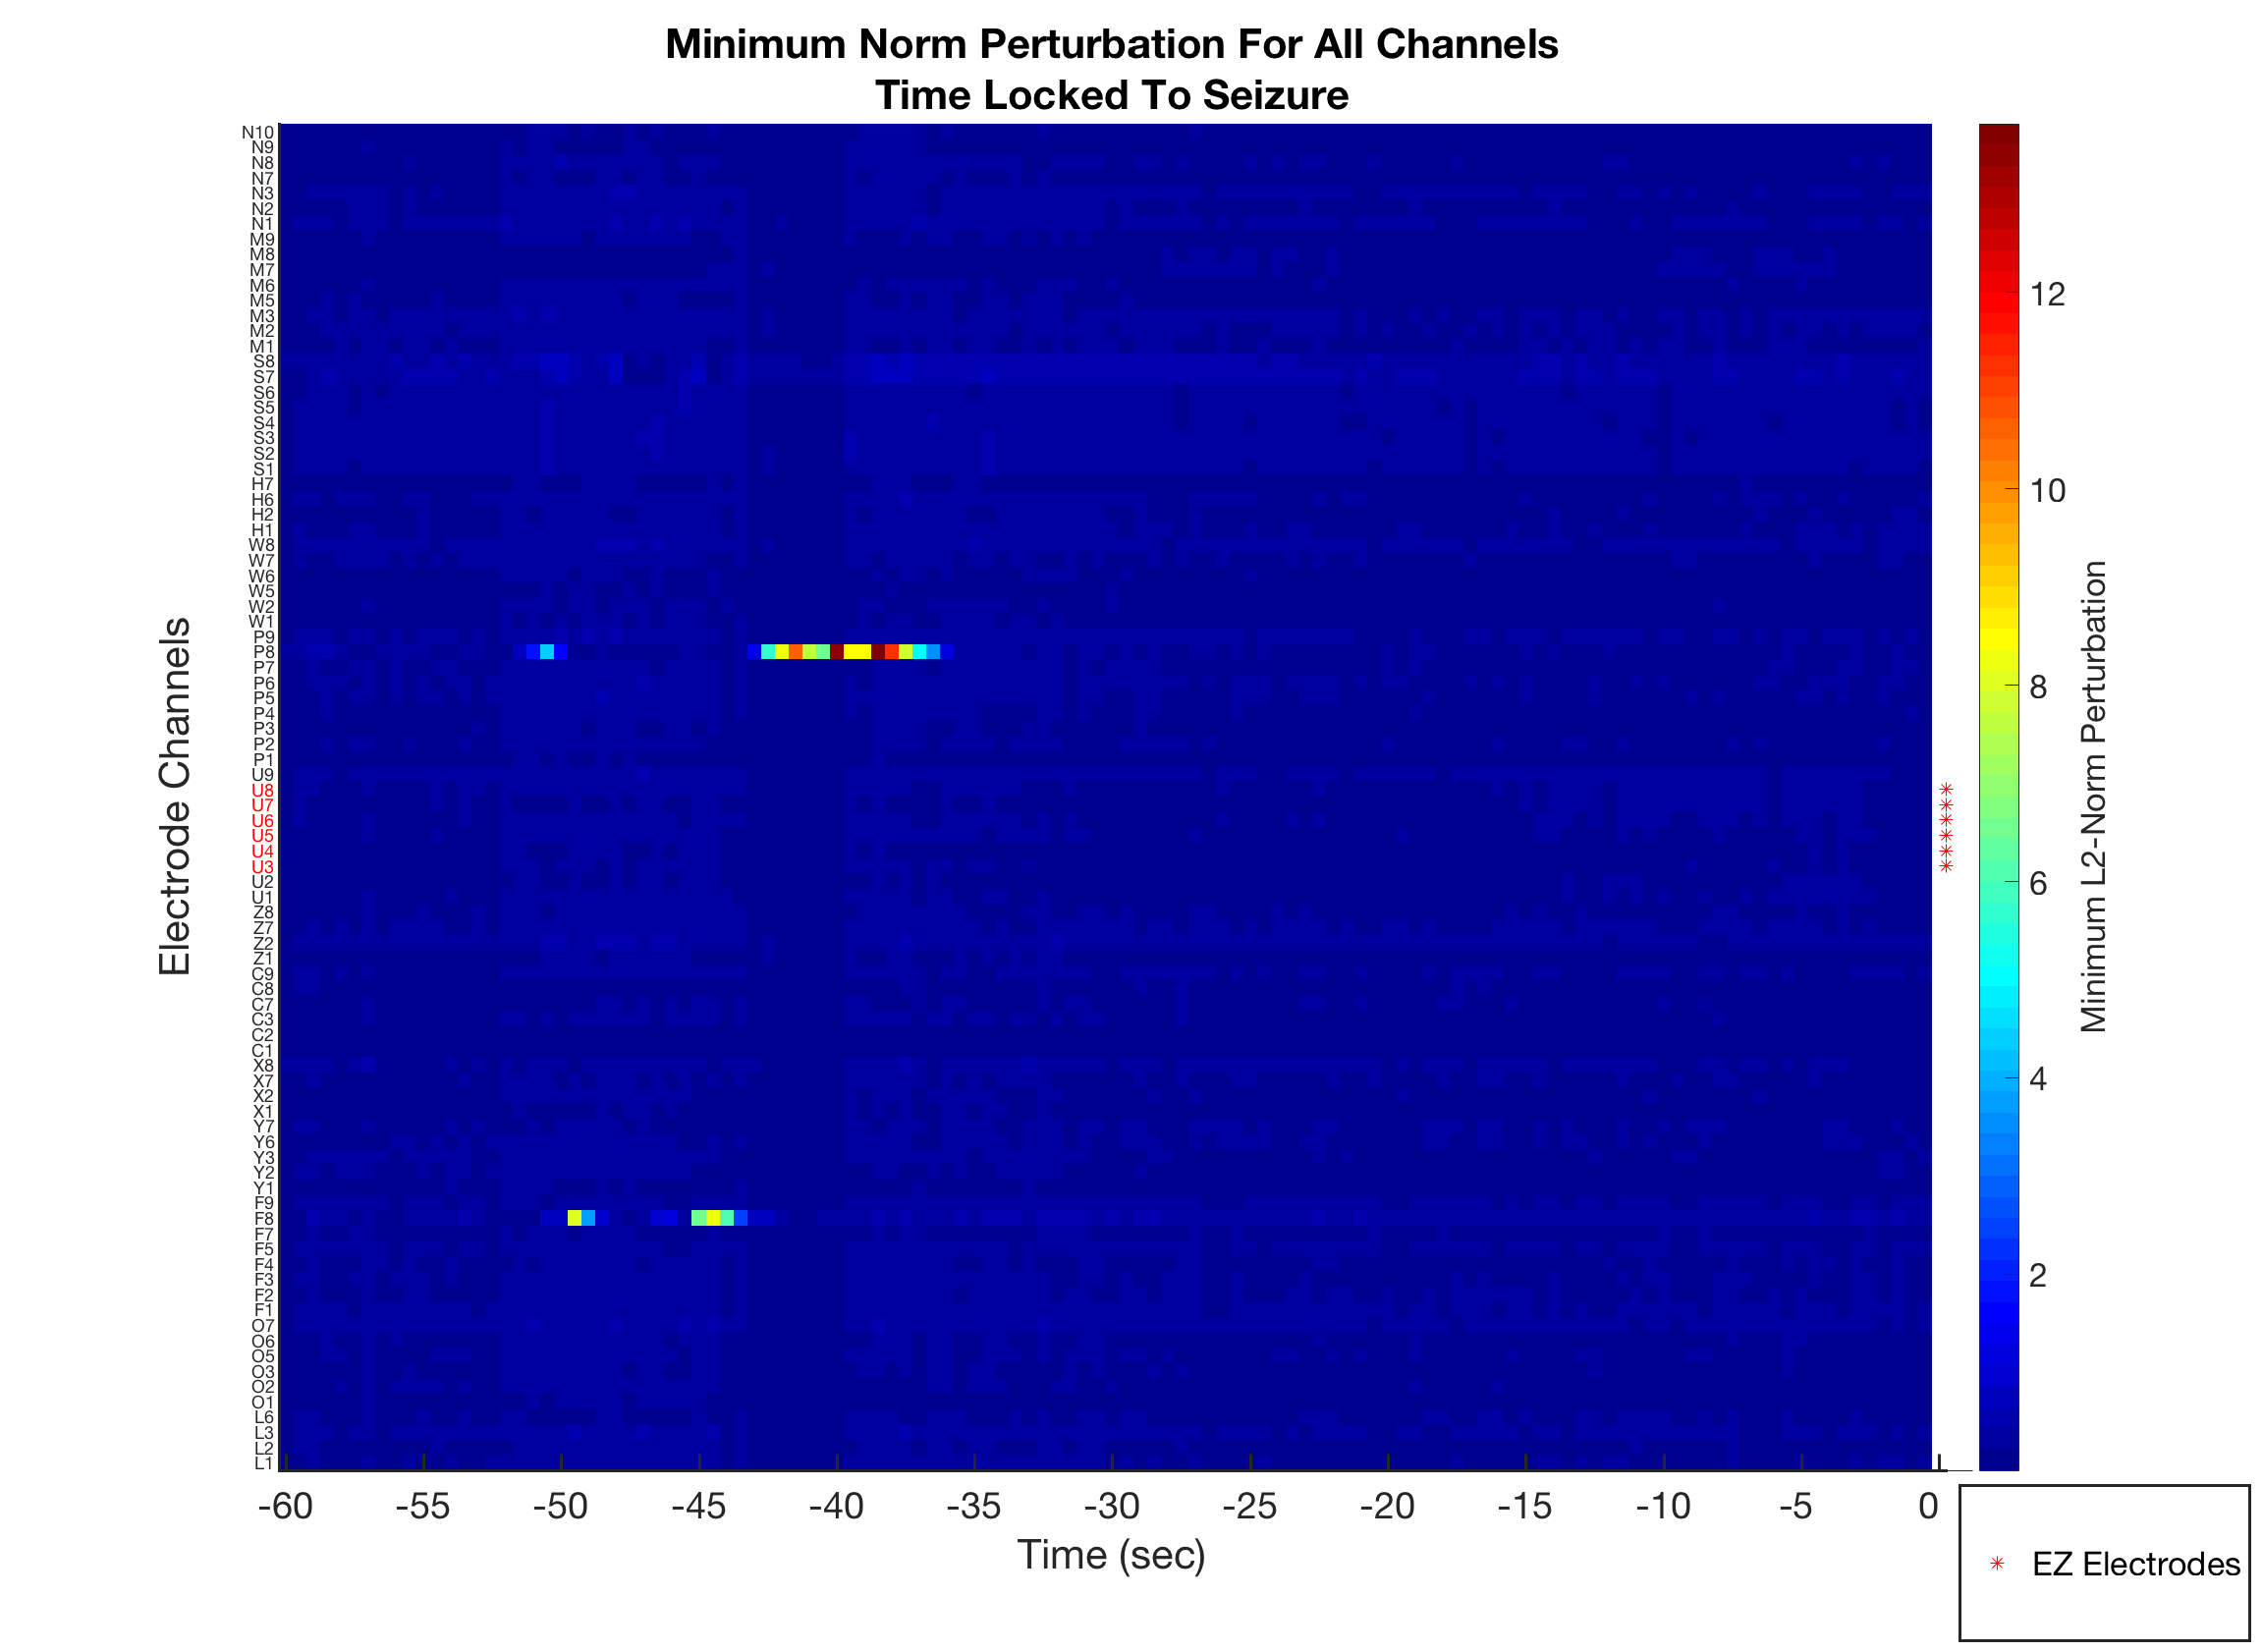 Minimum Norm Perturbation For All Channels
Time Locked To Seizure
Electrode Channels
N10
N9
N8
N7
N3
N2
N1
M9
M8
M7
M6
M5
M3
M2
M1
S8
S7
S6
S5
S4
S3
S2
S1
H7
H6
H2
H1
W8
W7
W6
W5
W2
W1
P9
P8
P7
P6
P5
P4
P3
P2
P1
U9
U8
U7
U6
U5
U4
U3
U2
U1
Z8
Z7
Z2
Z1
C9
C8
C7
C3
C2
C1
X8
X7
X2
X1
Y7
Y6
Y3
Y2
Y1
F9
F8
F7
F5
F4
F3
F2
F1
O7
O6
O5
O3
O2
O1
L6
L3
L2
L1
-60 -55 -50 -45 -40 -35 -30 -25 -20 -15 -10 -5 0
Time (sec)
12
10
8
6
4
2
Minimum L2-Norm Perturbation
EZ Electrodes